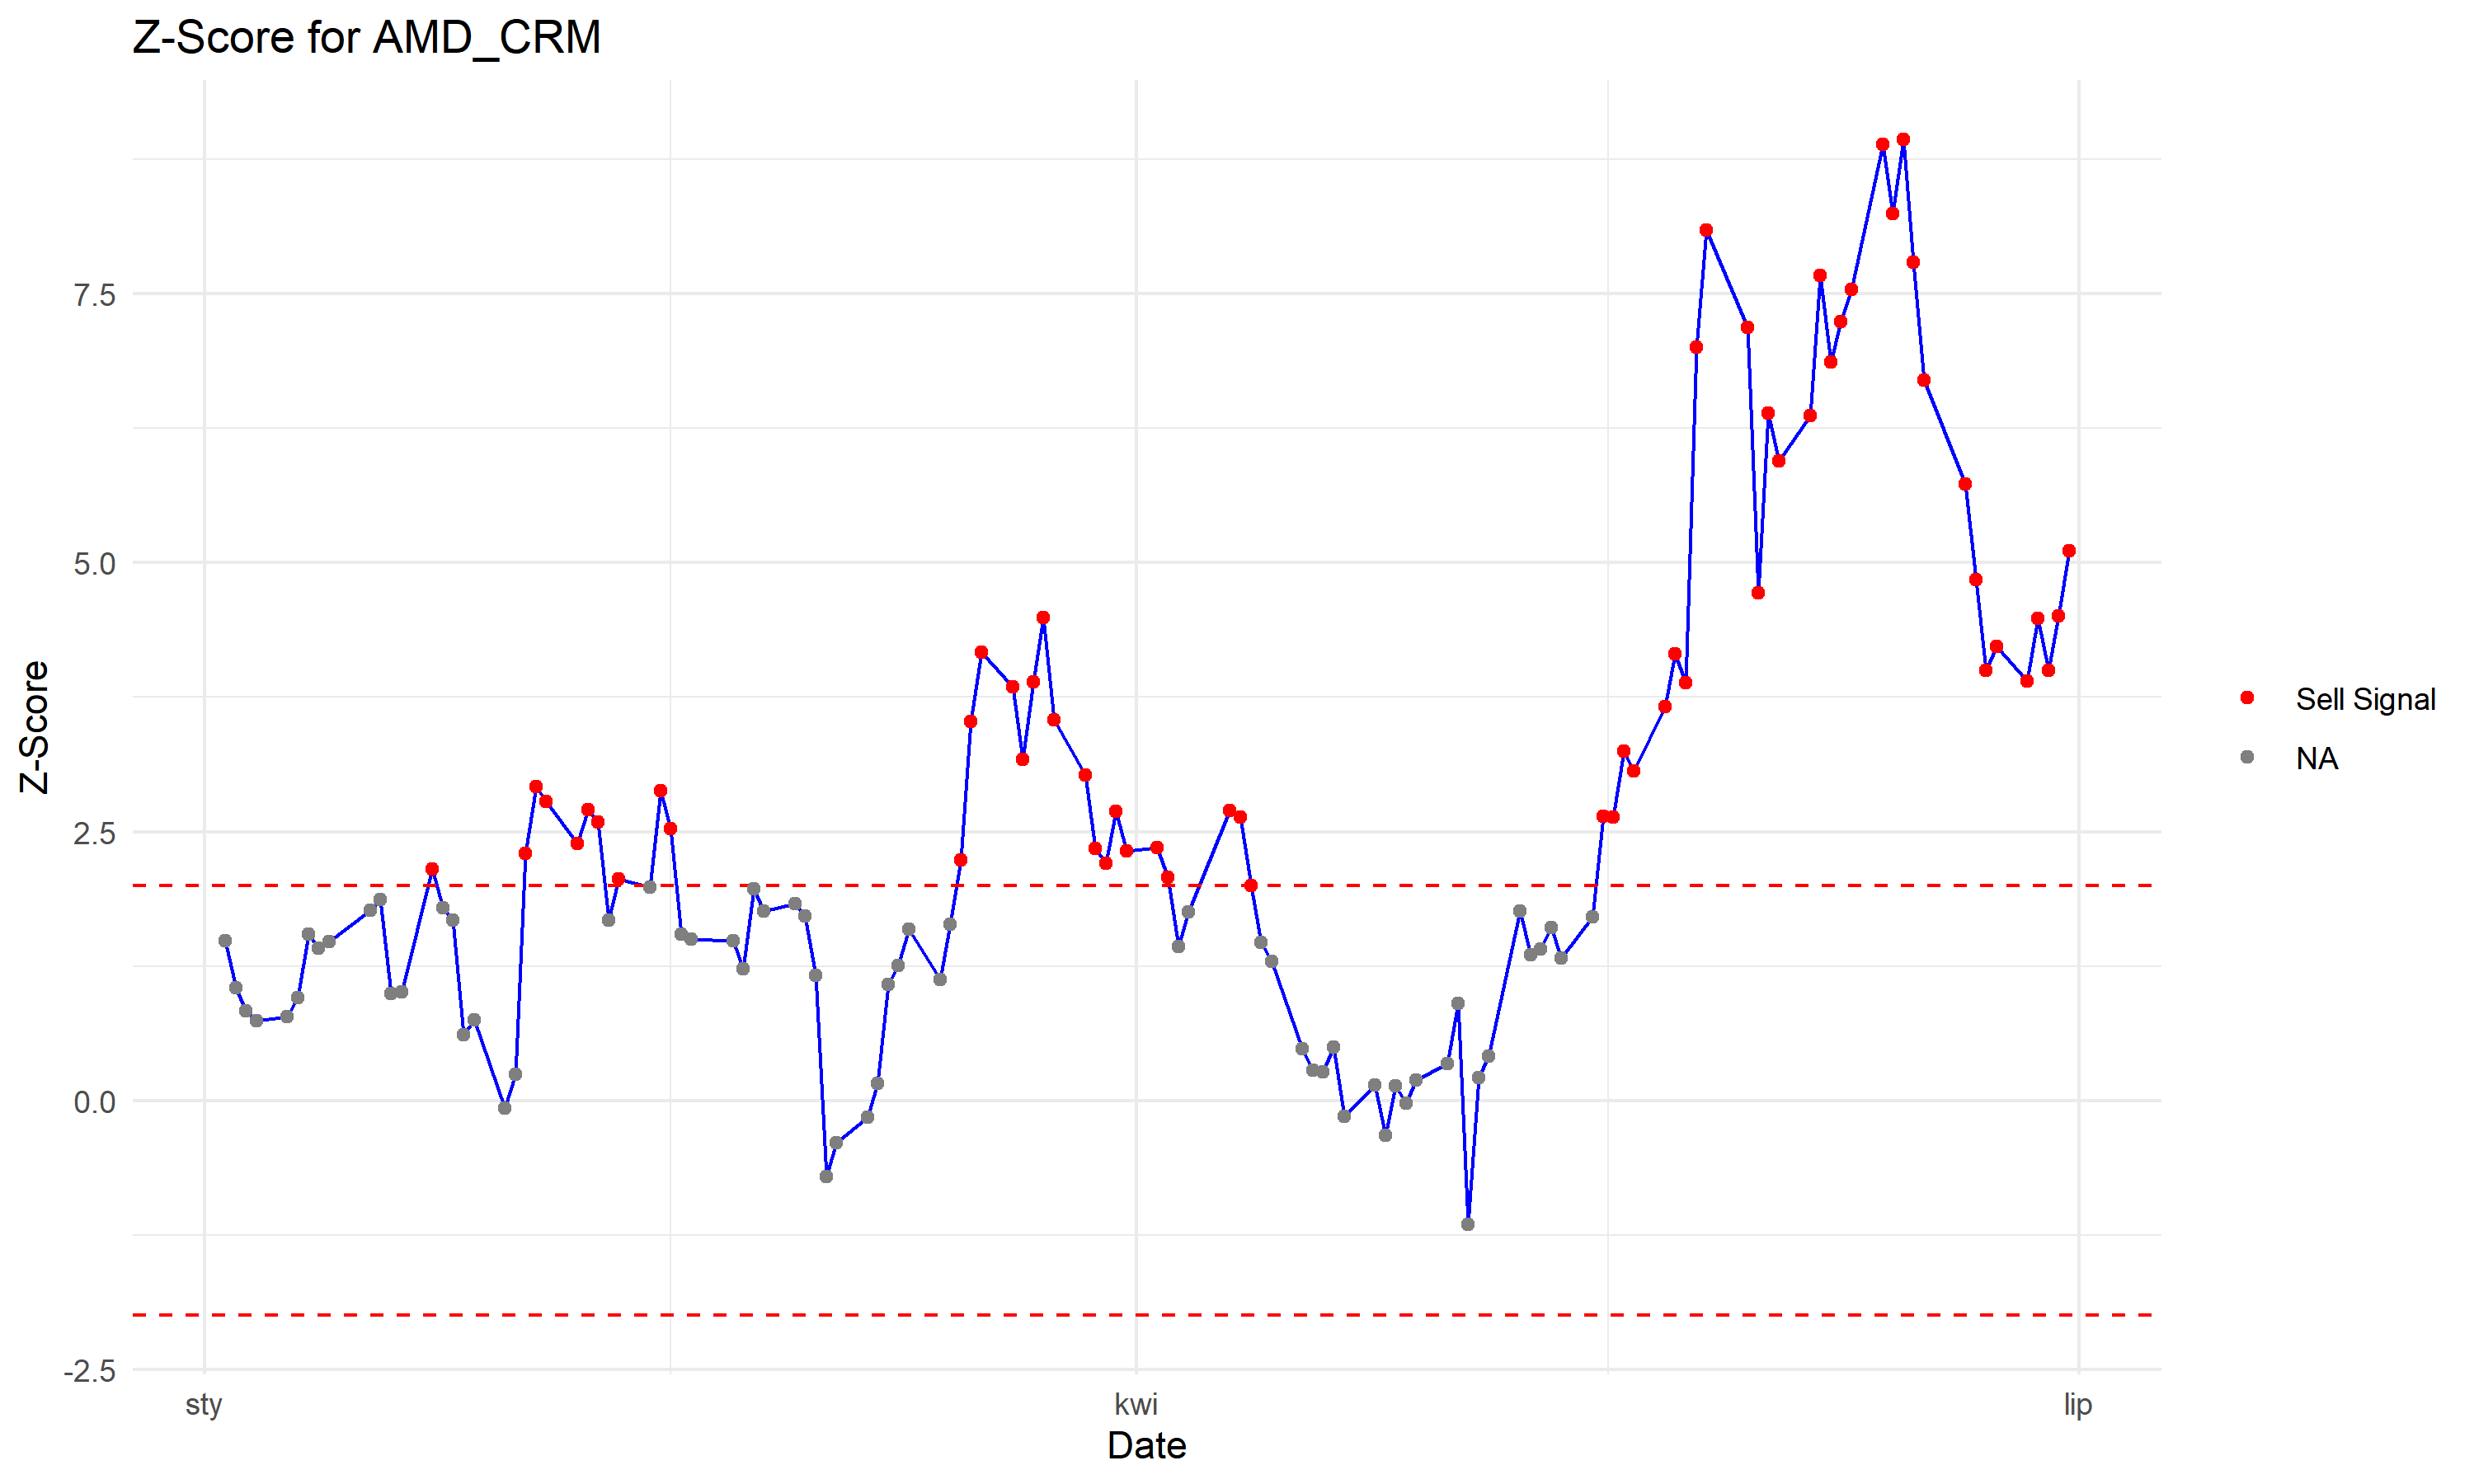 Z-Score for AMD_CRM
Z-Score
7.5
5.0
2.5
0.0
-2.5
sty
kwi
lip
Date
Sell Signal
NA